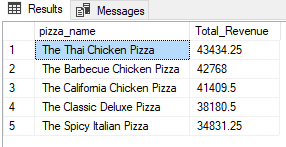 Results Messages
pizza_name Total_Revenue
1 The Thai Chicken Pizza 43434.25
2 The Barbecue Chicken Pizza 42768
3 The California Chicken Pizza 41409.5
4 The Classic Deluxe Pizza 38180.5
5 The Spicy Italian Pizza 34831.25